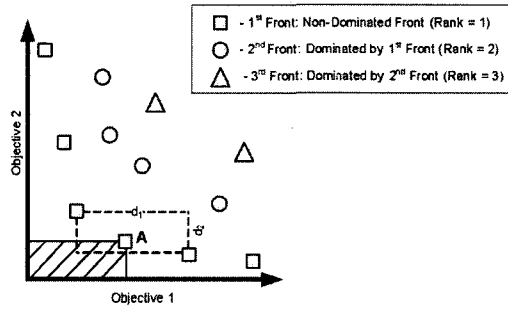 - 1st Front: Non-Dominated Front (Rank = 1)
- 2nd Front: Dominated by 1st Front (Rank = 2)
- 3rd Front: Dominated by 2nd Front (Rank = 3)
Objective 2
d1
d2
A
Objective 1